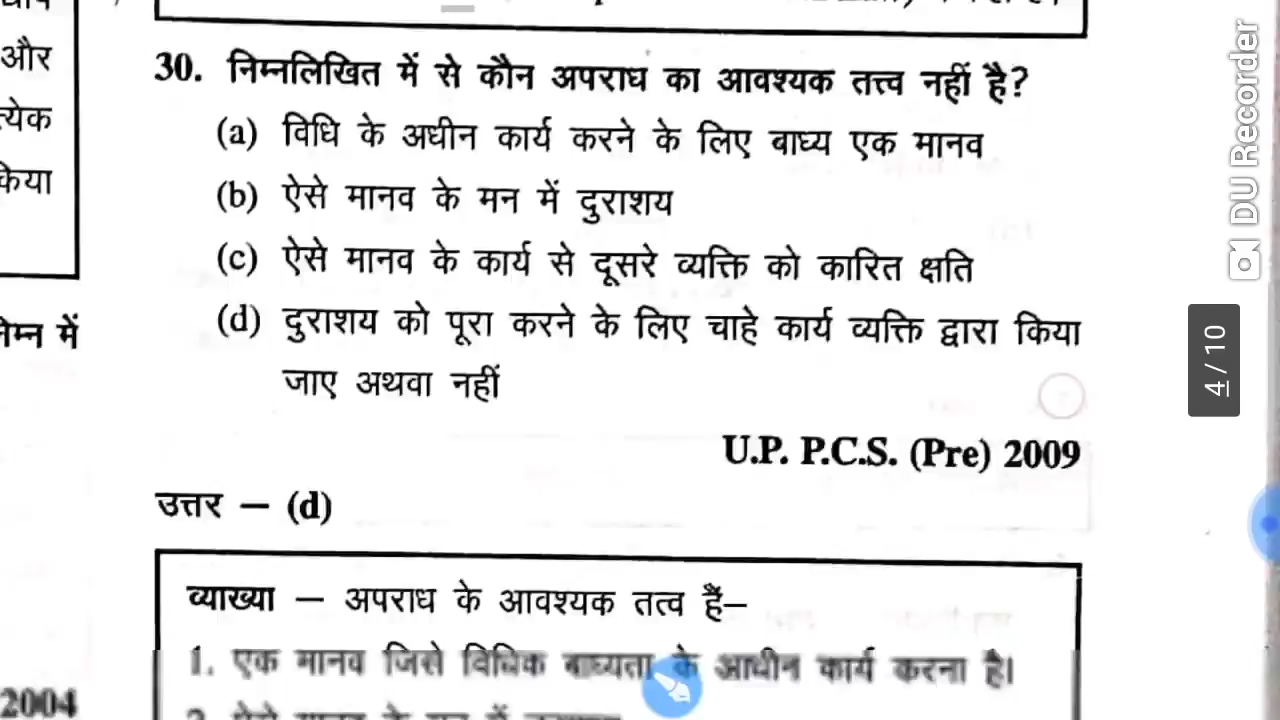 और
त्येक
किया
निम्न में
2004
30. निम्नलिखित में से कौन अपराध का आवश्यक तत्त्व नहीं है?
(a) विधि के अधीन कार्य करने के लिए बाध्य एक मानव
(b) ऐसे मानव के मन में दुराशय
(c) ऐसे मानव के कार्य से दूसरे व्यक्ति को कारित क्षति
(d) दुराशय को पूरा करने के लिए चाहे कार्य व्यक्ति द्वारा किया
जाए अथवा नहीं
U.P. P.C.S. (Pre) 2009
उत्तर – (d)
व्याख्या – अपराध के आवश्यक तत्व हैं–
1. एक मानव जिसे विधिक बाध्यता के आधीन कार्य करना है।
DU Recorder
4 / 10